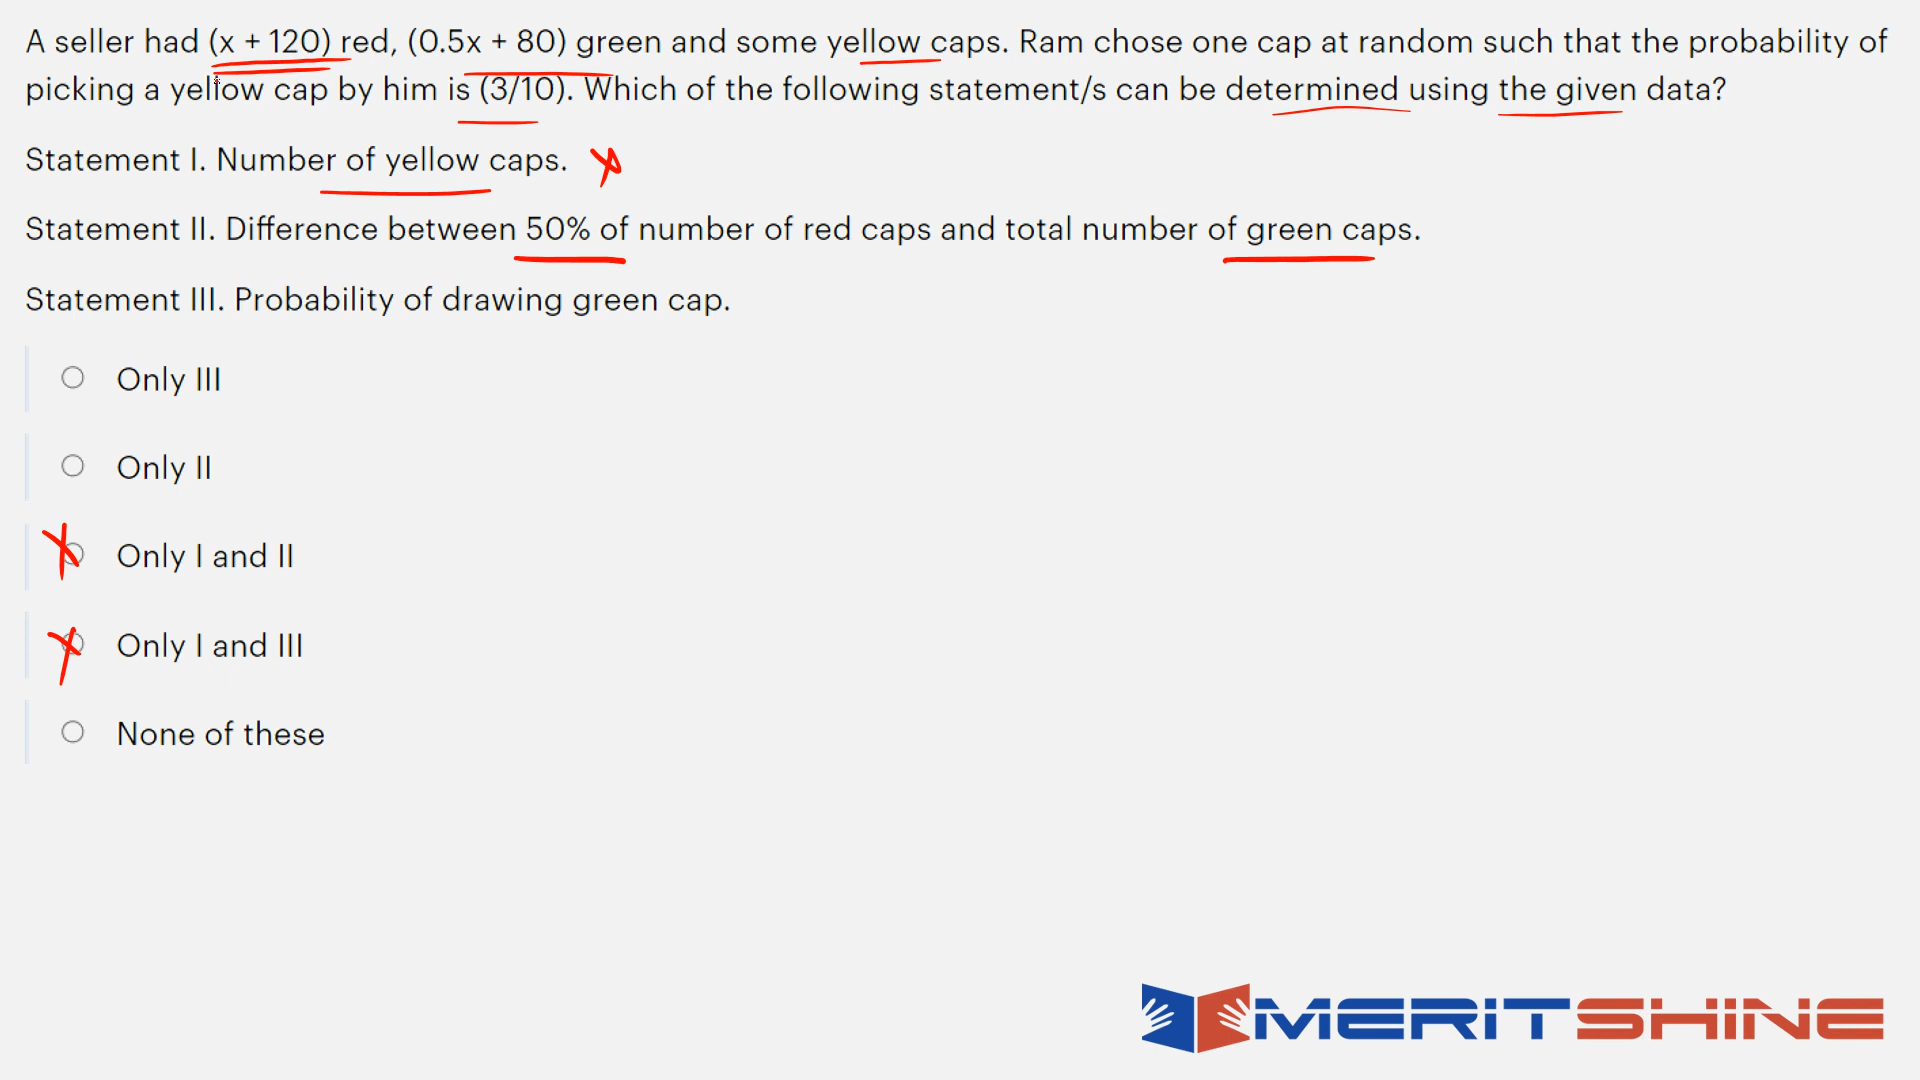 A seller had (x + 120) red, (0.5x + 80) green and some yellow caps. Ram chose one cap at random such that the probability of
picking a yellow cap by him is (3/10). Which of the following statement/s can be determined using the given data?
Statement I. Number of yellow caps.
Statement II. Difference between 50% of number of red caps and total number of green caps.
Statement III. Probability of drawing green cap.
Only III
Only II
Only I and II
Only I and III
None of these
MERITSHINE